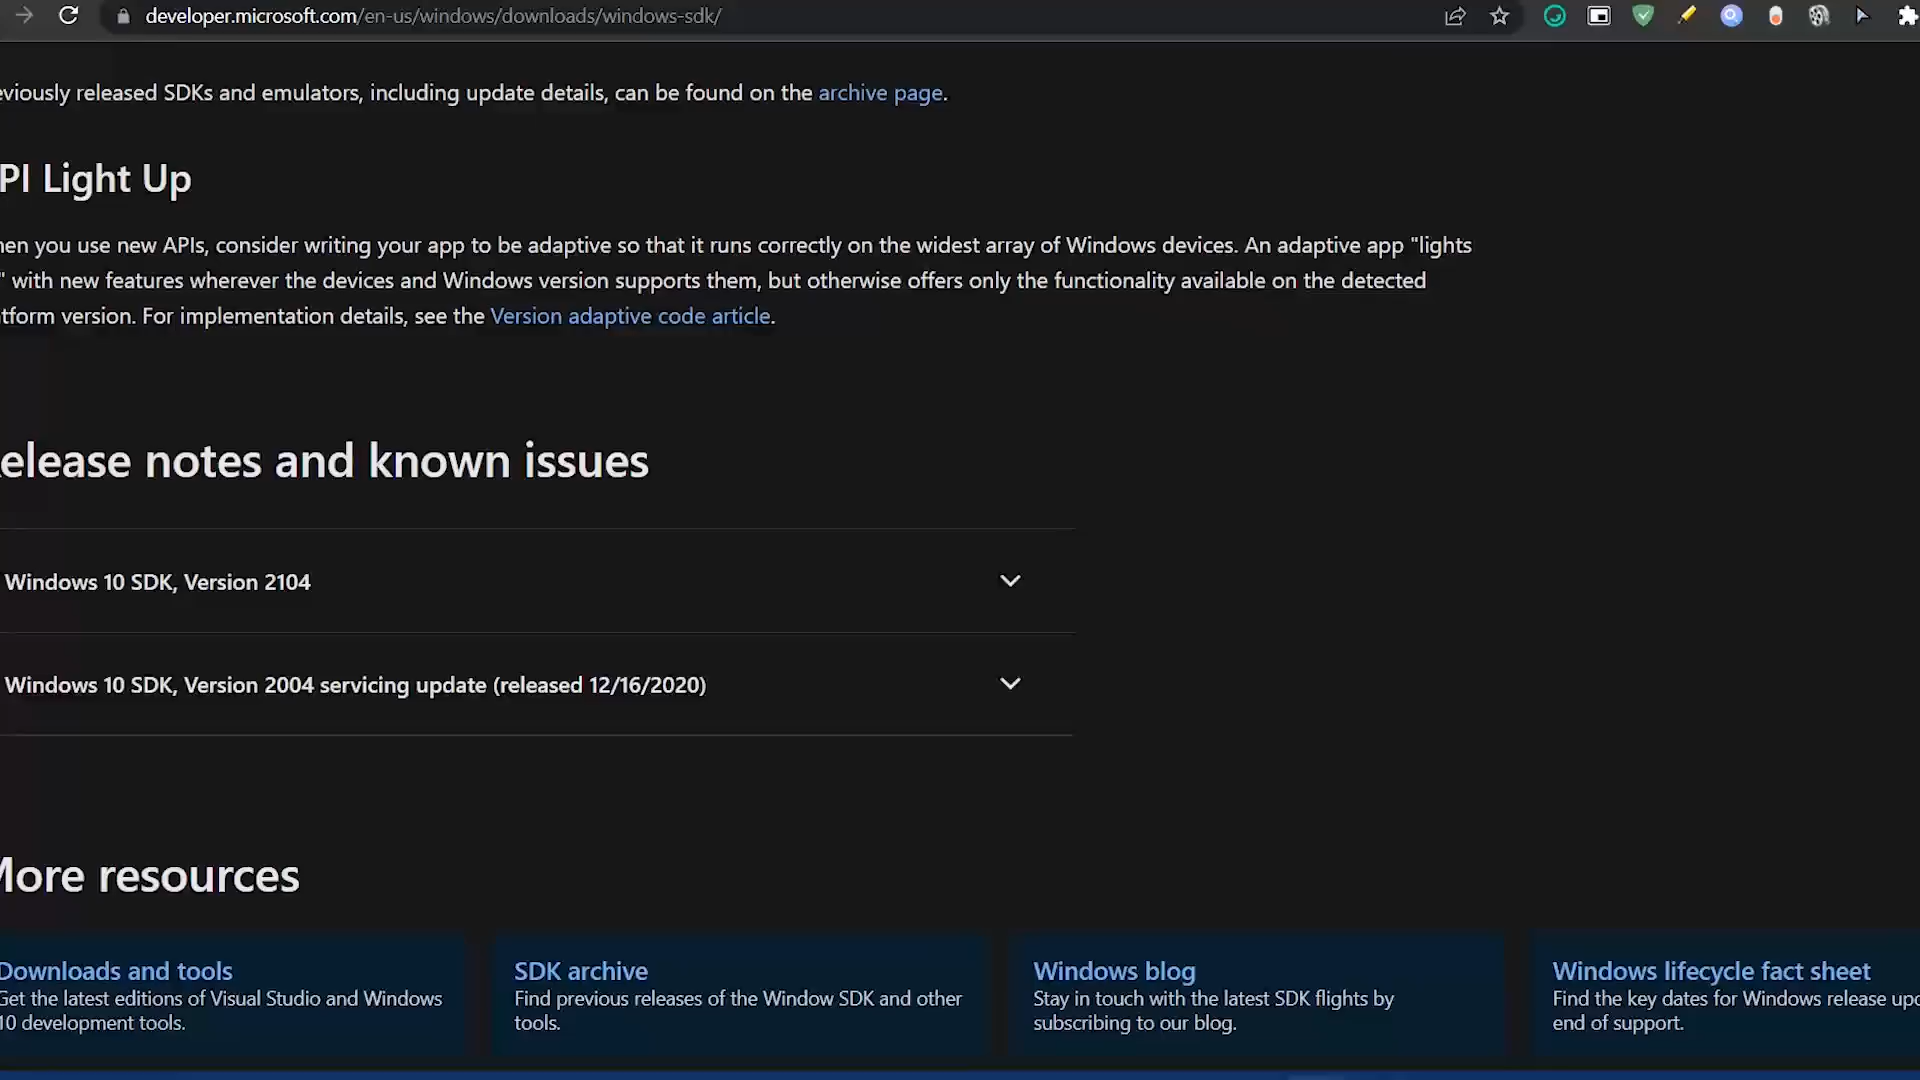 developer.microsoft.com/en-us/windows/downloads/windows-sdk/
eviously released SDKs and emulators, including update details, can be found on the archive page.
PI Light Up
hen you use new APIs, consider writing your app to be adaptive so that it runs correctly on the widest array of Windows devices. An adaptive app "lights
" with new features wherever the devices and Windows version supports them, but otherwise offers only the functionality available on the detected
tform version. For implementation details, see the Version adaptive code article.
elease notes and known issues
Windows 10 SDK, Version 2104
Windows 10 SDK, Version 2004 servicing update (released 12/16/2020)
More resources
Downloads and tools
Get the latest editions of Visual Studio and Windows
10 development tools.
SDK archive
Find previous releases of the Window SDK and other
tools.
Windows blog
Stay in touch with the latest SDK flights by
subscribing to our blog.
Windows lifecycle fact sheet
Find the key dates for Windows release upd
end of support.